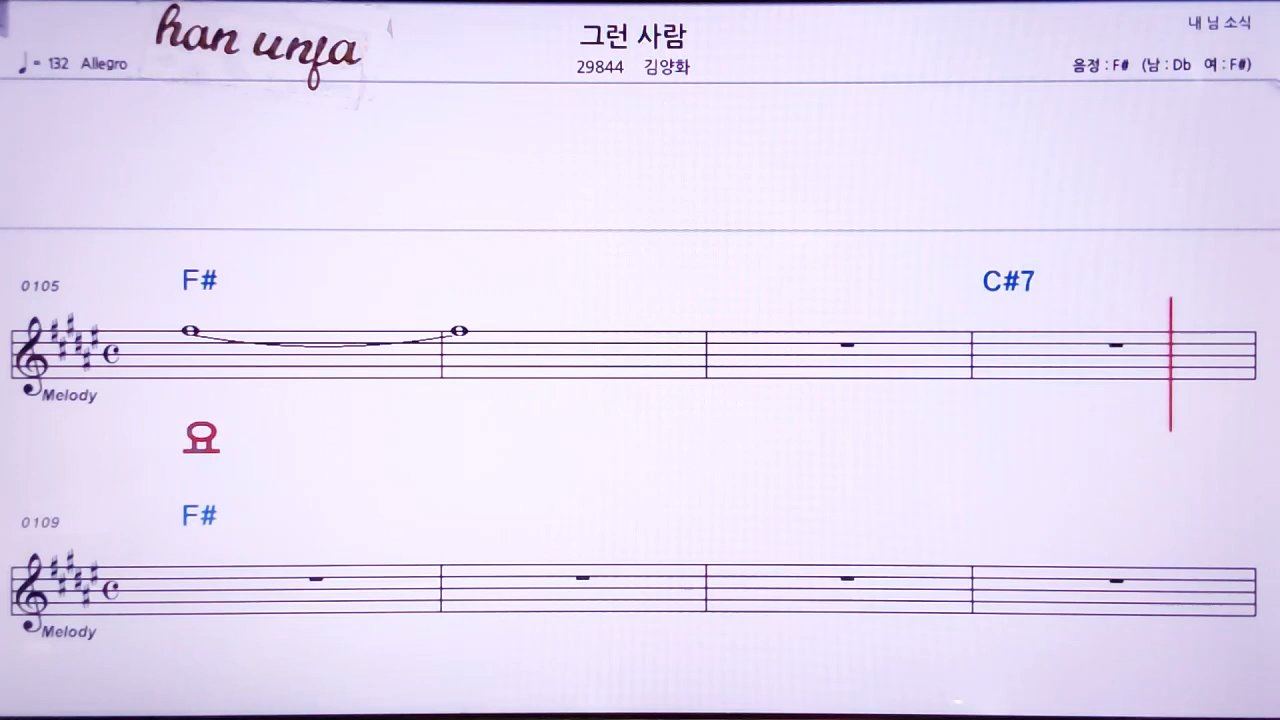 han unfa
그런 사람
내 님 소식
♩= 132 Allegro
29844 김양화
음정 : F# (남 : Db 여 : F#)
F#
C#7
0105
Melody
요
F#
0109
Melody